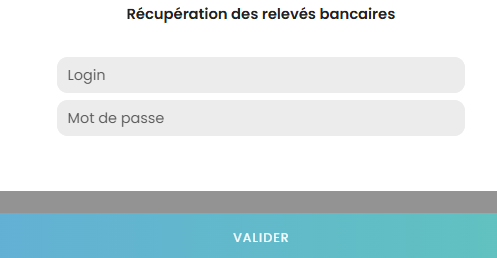 Récupération des relevés bancaires
Login
Mot de passe
VALIDER